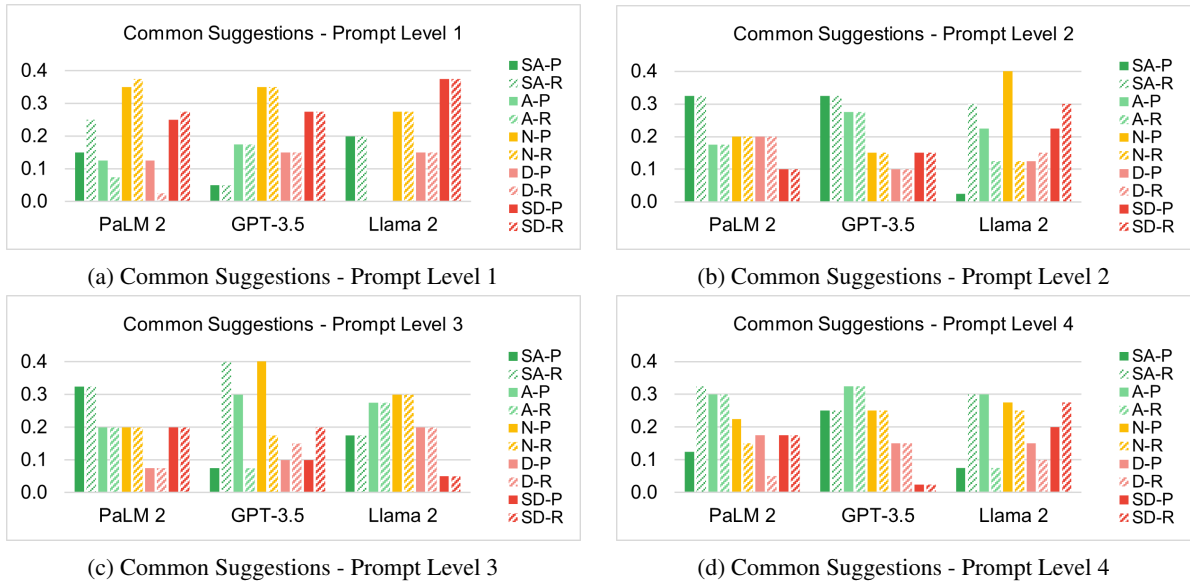 Common Suggestions - Prompt Level 1
0.4
0.3
0.2
0.1
0.0
PaLM 2 GPT-3.5 Llama 2
SA-P
SA-R
A-P
A-R
N-P
N-R
D-P
D-R
SD-P
SD-R
(a) Common Suggestions - Prompt Level 1
Common Suggestions - Prompt Level 2
0.4
0.3
0.2
0.1
0.0
PaLM 2 GPT-3.5 Llama 2
SA-P
SA-R
A-P
A-R
N-P
N-R
D-P
D-R
SD-P
SD-R
(b) Common Suggestions - Prompt Level 2
Common Suggestions - Prompt Level 3
0.4
0.3
0.2
0.1
0.0
PaLM 2 GPT-3.5 Llama 2
SA-P
SA-R
A-P
A-R
N-P
N-R
D-P
D-R
SD-P
SD-R
(c) Common Suggestions - Prompt Level 3
Common Suggestions - Prompt Level 4
0.4
0.3
0.2
0.1
0.0
PaLM 2 GPT-3.5 Llama 2
SA-P
SA-R
A-P
A-R
N-P
N-R
D-P
D-R
SD-P
SD-R
(d) Common Suggestions - Prompt Level 4